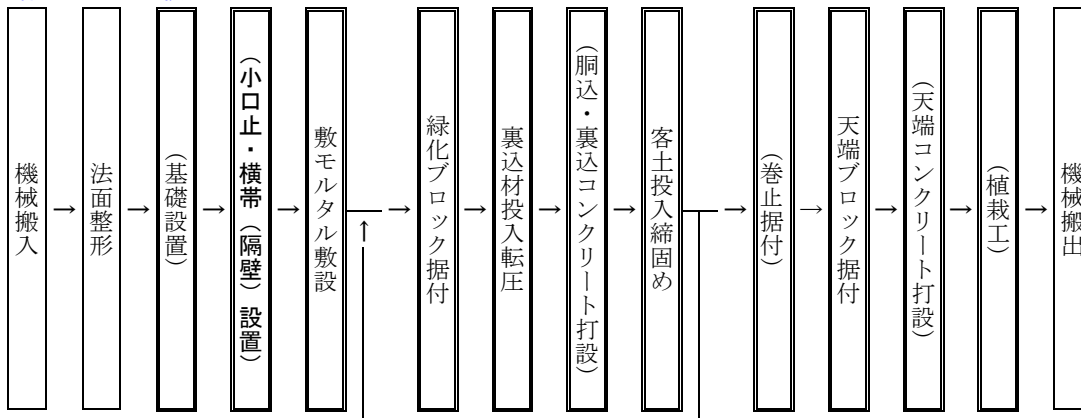 機械搬入
→
法面整形
→
（基礎設置）
→
（小口止・横帯（隔壁）設置）
→
敷モルタル敷設
→
↑
緑化ブロック据付
→
裏込材投入転圧
→
（胴込・裏込コンクリート打設）
→
客土投入締固め
→
（巻止据付）
→
天端ブロック据付
→
（天端コンクリート打設）
→
（植栽工）
→
機械搬出